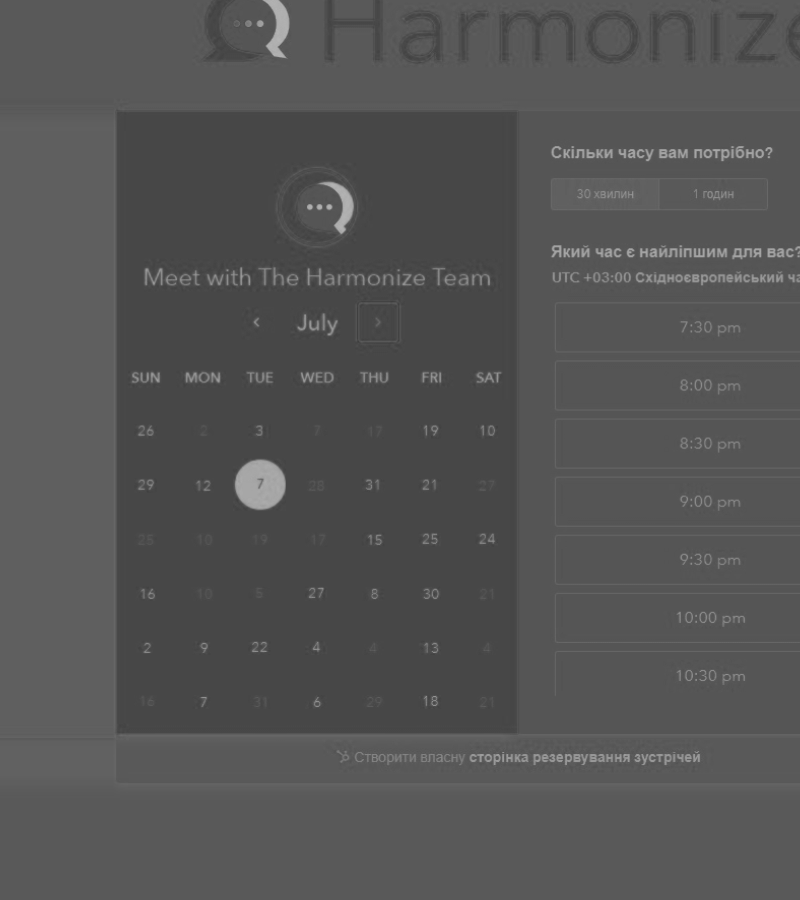 Harmonize
Meet with The Harmonize Team
‹ July ›
SUN MON TUE WED THU FRI SAT
26 2 3 7 17 19 10
29 12 7 28 31 21 27
25 10 19 17 15 25 24
16 10 5 27 8 30 21
2 9 22 4 4 13 4
16 7 31 6 29 18 21
Скільки часу вам потрібно?
30 хвилин 1 годин
Який час є найліпшим для вас?
UTC +03:00 Східноєвропейський
7:30 pm
8:00 pm
8:30 pm
9:00 pm
9:30 pm
10:00 pm
10:30 pm
Створити власну сторінка резервування зустрічей